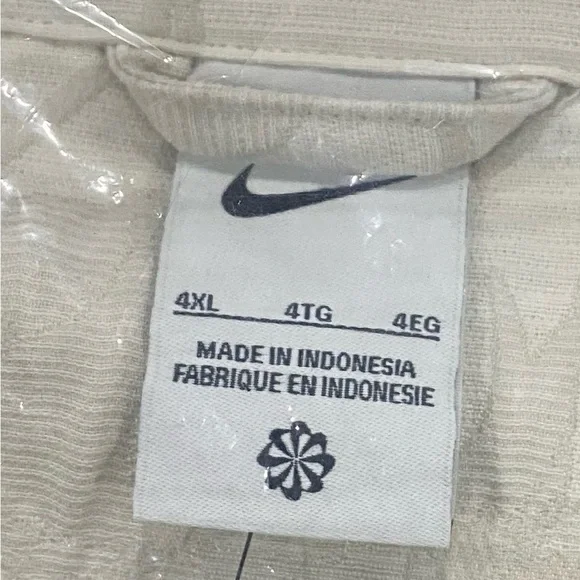 4XL 4TG 4EG
MADE IN INDONESIA
FABRIQUE EN INDONESIE